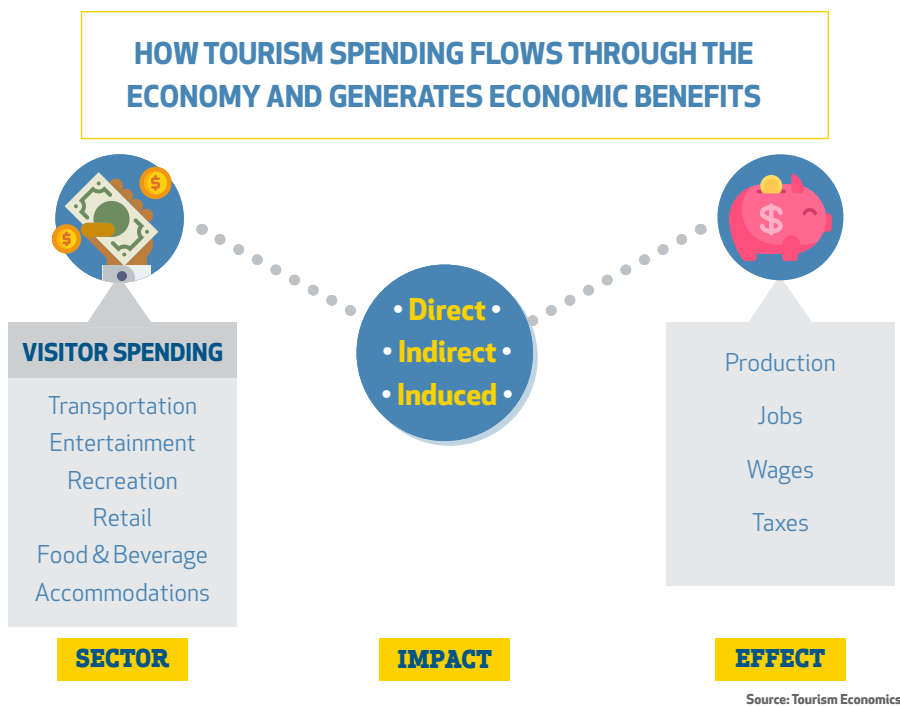 HOW TOURISM SPENDING FLOWS THROUGH THE
ECONOMY AND GENERATES ECONOMIC BENEFITS
$
$
$
VISITOR SPENDING
Transportation
Entertainment
Recreation
Retail
Food & Beverage
Accommodations
SECTOR
• Direct •
• Indirect •
• Induced •
IMPACT
Production
Jobs
Wages
Taxes
EFFECT
Source: Tourism Economics